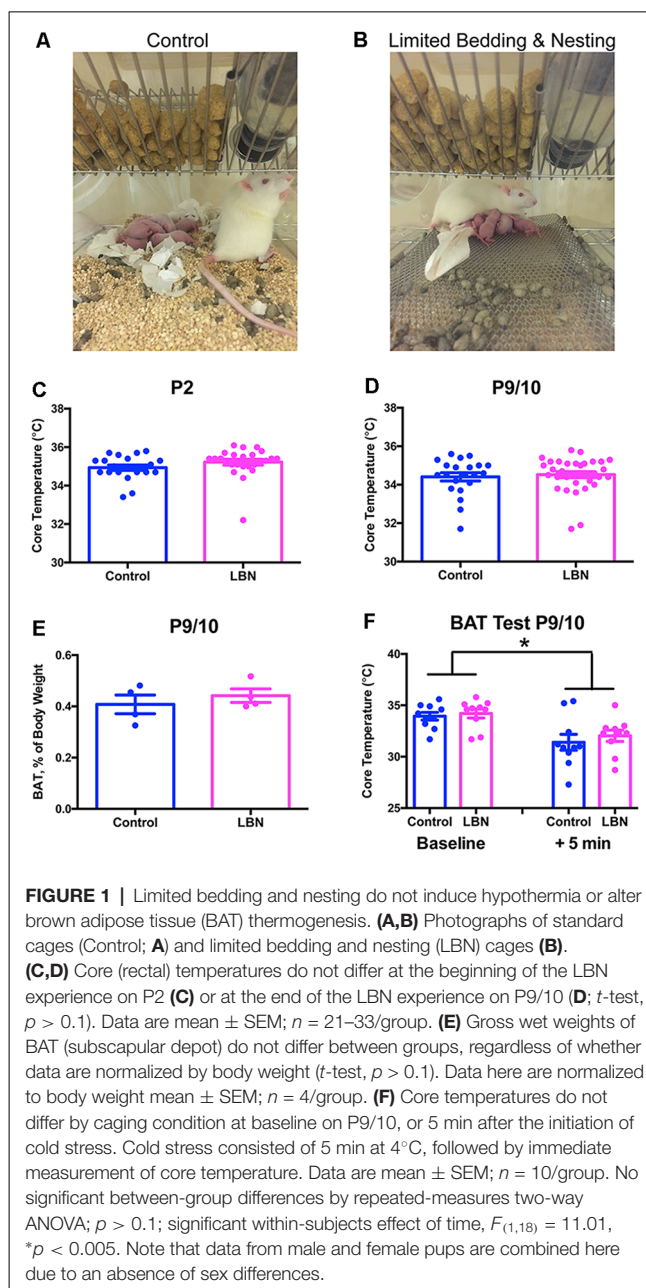 A
Control
B
Limited Bedding & Nesting
C
P2
Core Temperature (°C)
36
34
32
30
Control
LBN
D
P9/10
Core Temperature (°C)
38
36
34
32
30
Control
LBN
E
P9/10
BAT, % of Body Weight
0.6
0.4
0.2
0.0
Control
LBN
F
BAT Test P9/10
*
Core Temperature (°C)
40
35
30
25
Control
LBN
Control
LBN
Baseline
+ 5 min
FIGURE 1 | Limited bedding and nesting do not induce hypothermia or alter
brown adipose tissue (BAT) thermogenesis. (A,B) Photographs of standard
cages (Control; A) and limited bedding and nesting (LBN) cages (B).
(C,D) Core (rectal) temperatures do not differ at the beginning of the LBN
experience on P2 (C) or at the end of the LBN experience on P9/10 (D; t-test,
p > 0.1). Data are mean ± SEM; n = 21–33/group. (E) Gross wet weights of
BAT (subscapular depot) do not differ between groups, regardless of whether
data are normalized by body weight (t-test, p > 0.1). Data here are normalized
to body weight mean ± SEM; n = 4/group. (F) Core temperatures do not
differ by caging condition at baseline on P9/10, or 5 min after the initiation of
cold stress. Cold stress consisted of 5 min at 4°C, followed by immediate
measurement of core temperature. Data are mean ± SEM; n = 10/group. No
significant between-group differences by repeated-measures two-way
ANOVA; p > 0.1; significant within-subjects effect of time, F(1,18) = 11.01,
*p < 0.005. Note that data from male and female pups are combined here
due to an absence of sex differences.